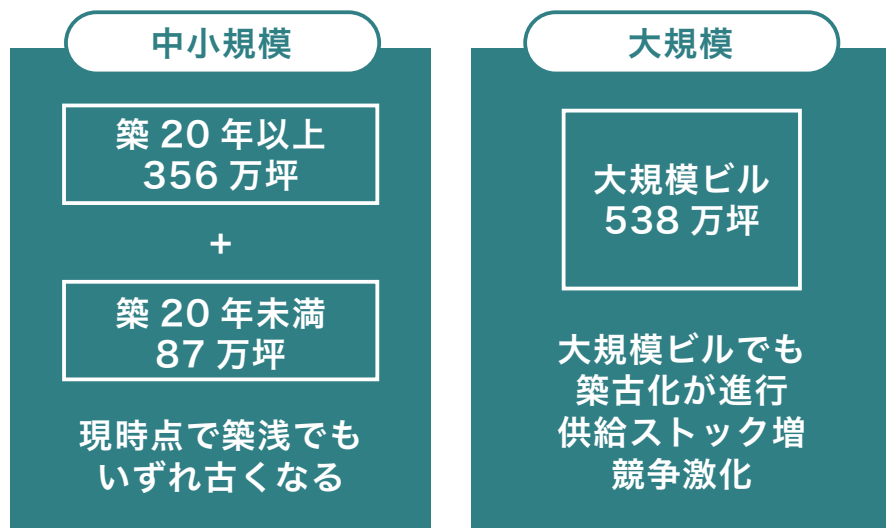 中小規模
築 20 年以上
356 万坪
+
築 20 年未満
87 万坪
現時点で築浅でも
いずれ古くなる
大規模
大規模ビル
538 万坪
大規模ビルでも
築古化が進行
供給ストック増
競争激化